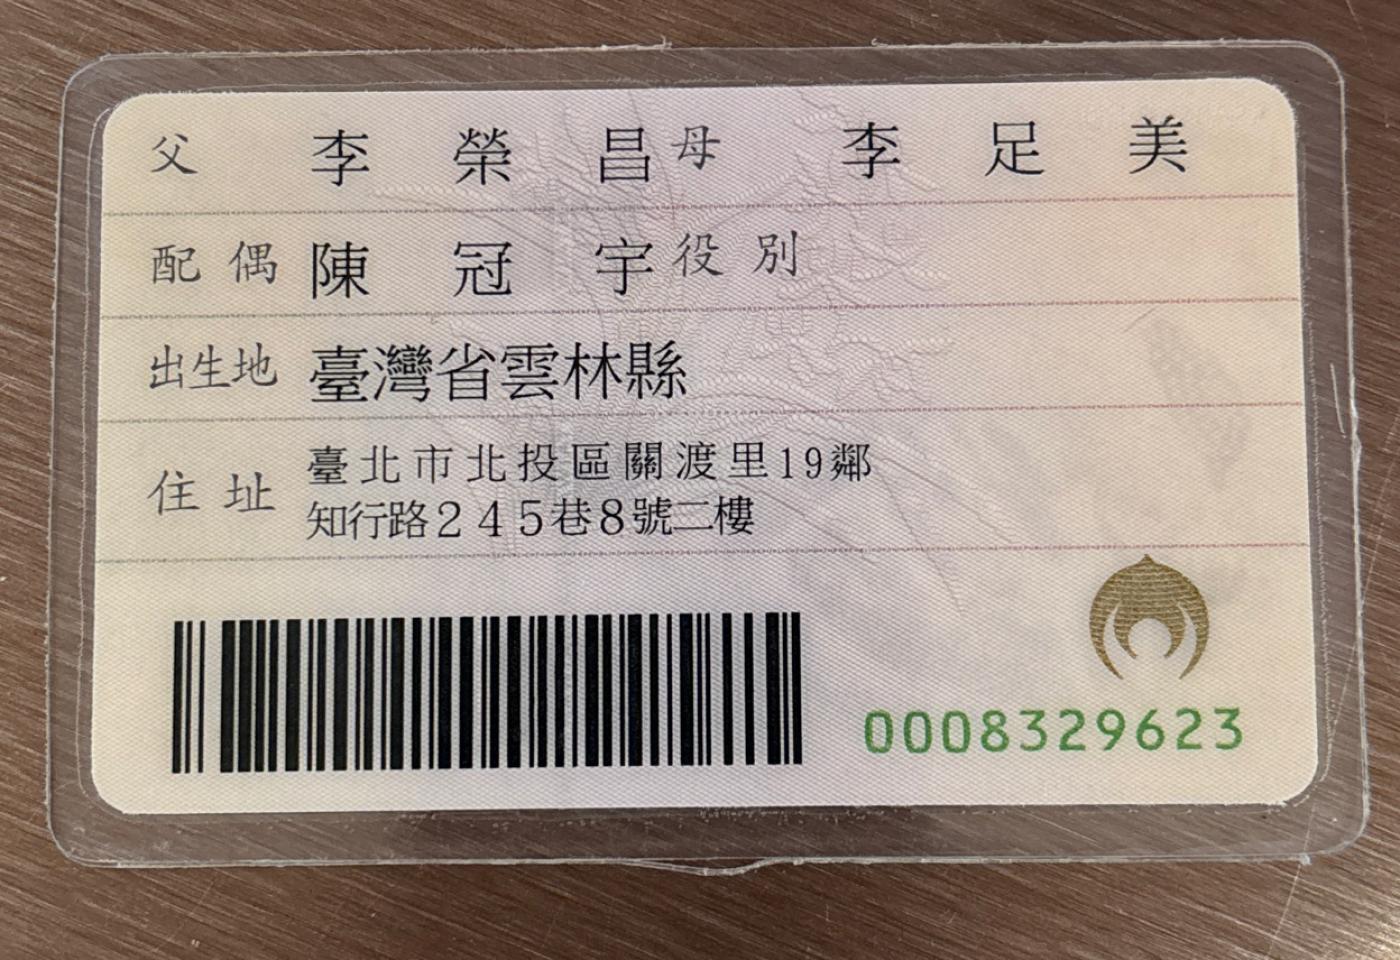 父 李榮昌 母 李足美
配偶 陳冠宇 役別
出生地 臺灣省雲林縣
住址 臺北市北投區關渡里19鄰
知行路245巷8號二樓
0008329623